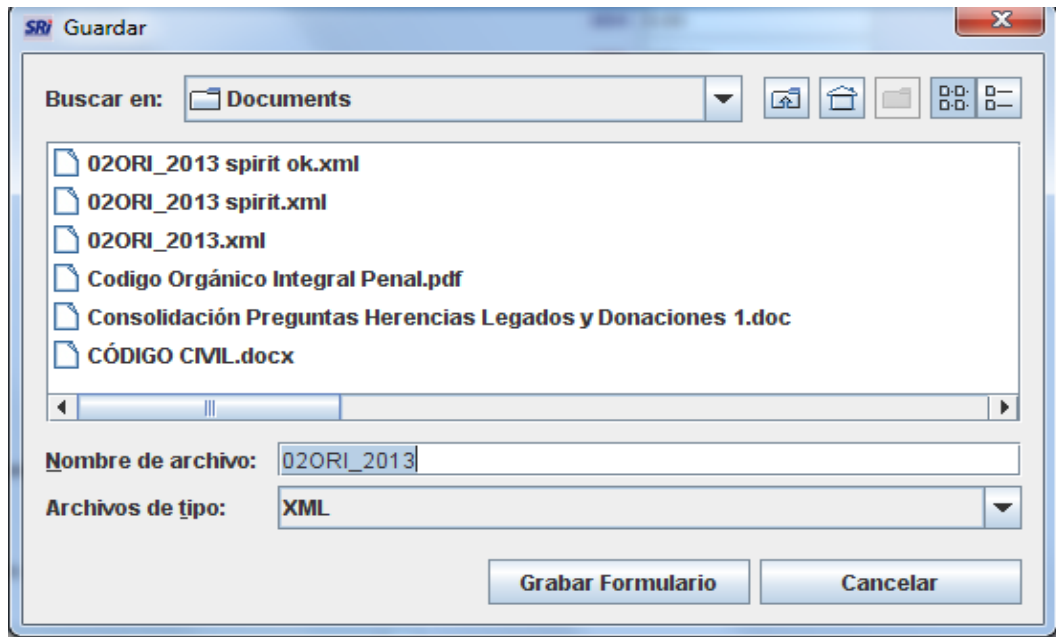 SRi Guardar
Buscar en: Documents
02ORI_2013 spirit ok.xml
02ORI_2013 spirit.xml
02ORI_2013.xml
Codigo Orgánico Integral Penal.pdf
Consolidación Preguntas Herencias Legados y Donaciones 1.doc
CÓDIGO CIVIL.docx
Nombre de archivo: 02ORI_2013
Archivos de tipo: XML
Grabar Formulario Cancelar